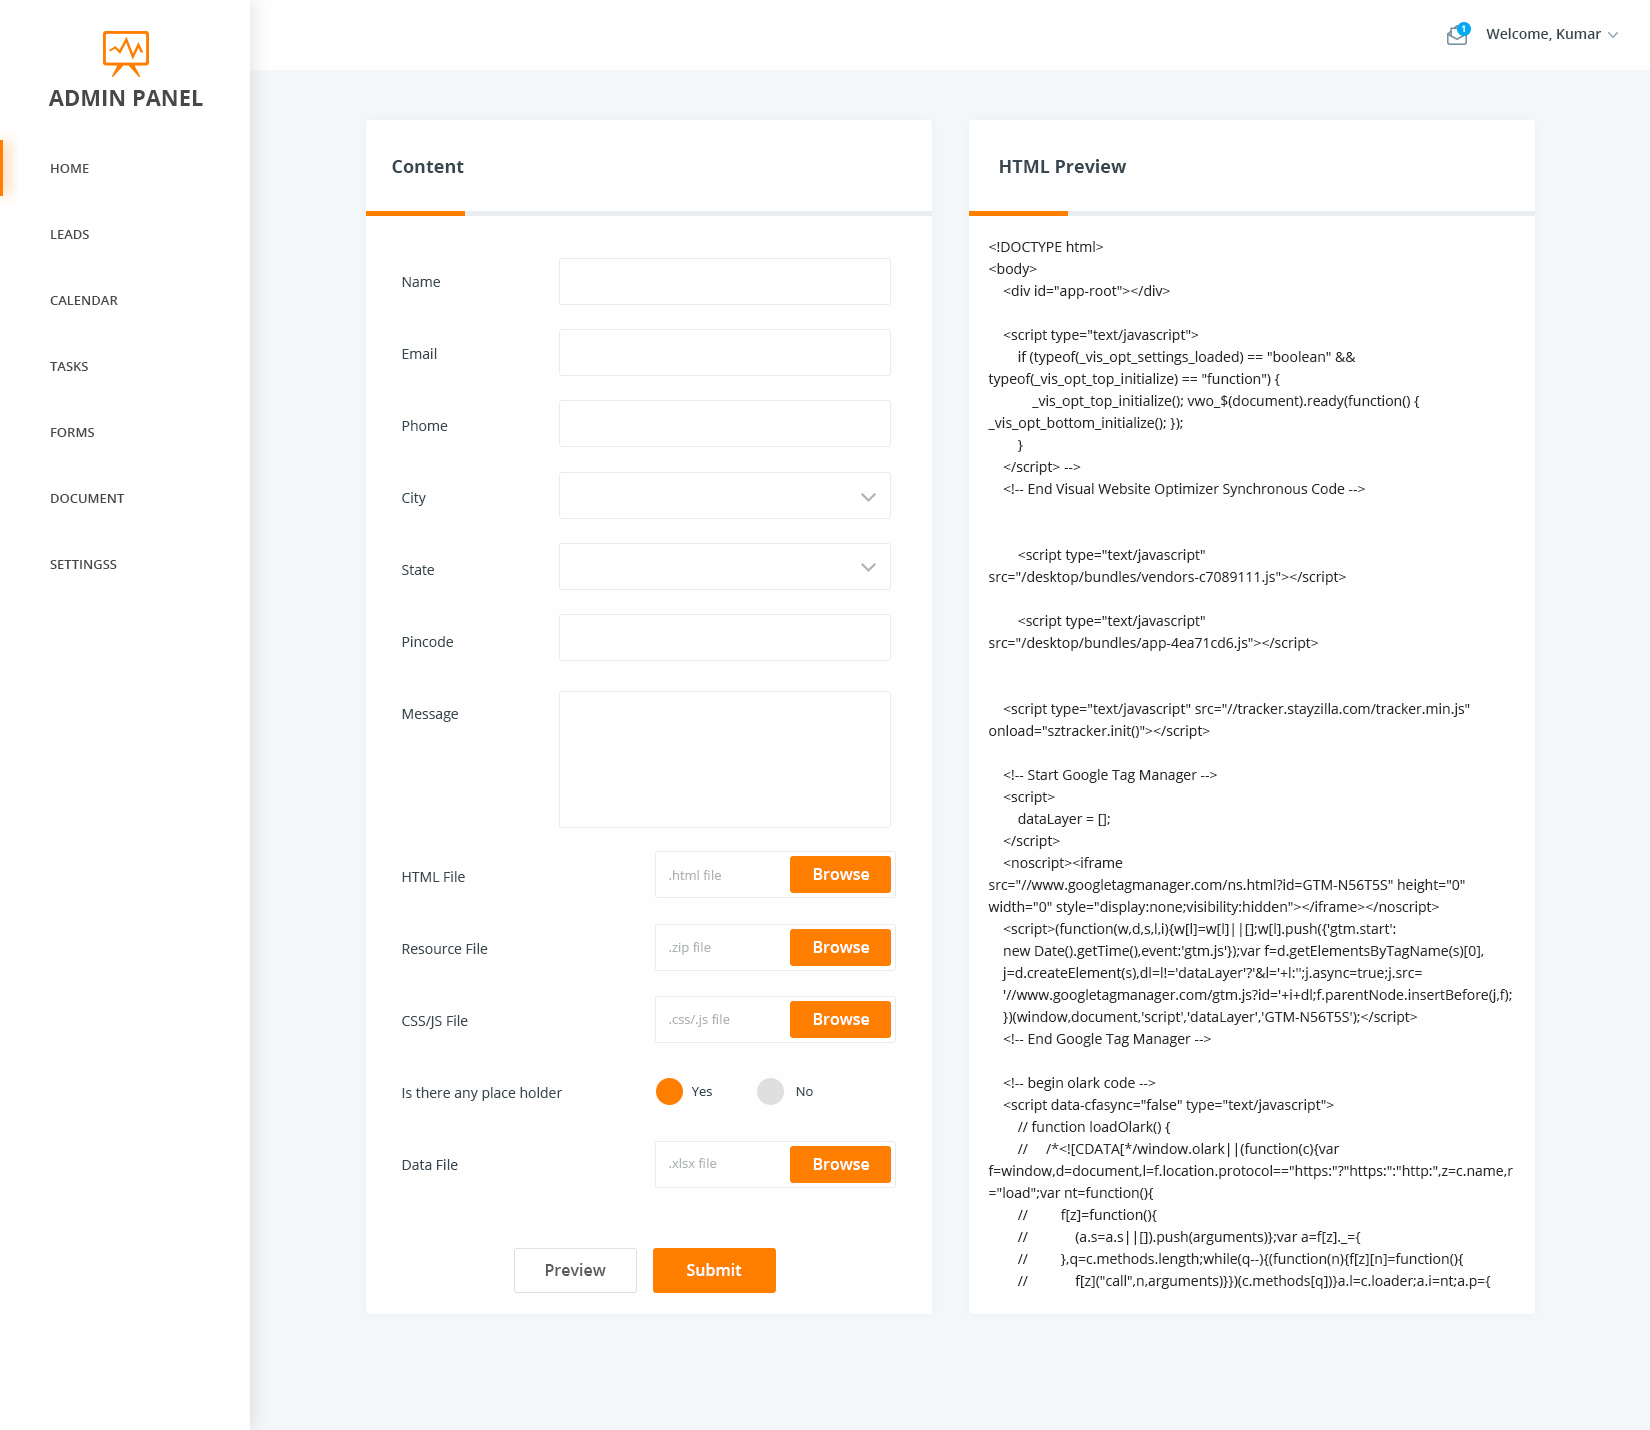 1
Welcome, Kumar
ADMIN PANEL
HOME
LEADS
CALENDAR
TASKS
FORMS
DOCUMENT
SETTINGSS
Content
Name
Email
Phome
City
State
Pincode
Message
HTML File
.html file
Browse
Resource File
.zip file
Browse
CSS/JS File
.css/.js file
Browse
Is there any place holder
Yes
No
Data File
.xlsx file
Browse
Preview
Submit
HTML Preview
<!DOCTYPE html>
<body>
<div id="app-root"></div>
<script type="text/javascript">
if (typeof(_vis_opt_settings_loaded) == "boolean" &&
typeof(_vis_opt_top_initialize) == "function") {
_vis_opt_top_initialize(); vwo_$(document).ready(function() {
_vis_opt_bottom_initialize(); });
}
</script> -->
<!-- End Visual Website Optimizer Synchronous Code -->
<script type="text/javascript"
src="/desktop/bundles/vendors-c7089111.js"></script>
<script type="text/javascript"
src="/desktop/bundles/app-4ea71cd6.js"></script>
<script type="text/javascript" src="//tracker.stayzilla.com/tracker.min.js"
onload="sztracker.init()"></script>
<!-- Start Google Tag Manager -->
<script>
dataLayer = [];
</script>
<noscript><iframe
src="//www.googletagmanager.com/ns.html?id=GTM-N56T5S" height="0"
width="0" style="display:none;visibility:hidden"></iframe></noscript>
<script>(function(w,d,s,l,i){w[l]=w[l]||[];w[l].push({'gtm.start':
new Date().getTime(),event:'gtm.js'});var f=d.getElementsByTagName(s)[0],
j=d.createElement(s),dl=l!='dataLayer'?'&l='+l:'';j.async=true;j.src=
'//www.googletagmanager.com/gtm.js?id='+i+dl;f.parentNode.insertBefore(j,f);
})(window,document,'script','dataLayer','GTM-N56T5S');</script>
<!-- End Google Tag Manager -->
<!-- begin olark code -->
<script data-cfasync="false" type="text/javascript">
// function loadOlark() {
// /*<![CDATA[*/window.olark||(function(c){var
f=window,d=document,l=f.location.protocol=="https:"?"https:":"http:",z=c.name,r
="load";var nt=function(){
// f[z]=function(){
// (a.s=a.s||[]).push(arguments)};var a=f[z]._={
// },q=c.methods.length;while(q--){(function(n){f[z][n]=function(){
// f[z]("call",n,arguments)}})(c.methods[q])}a.l=c.loader;a.i=nt;a.p={